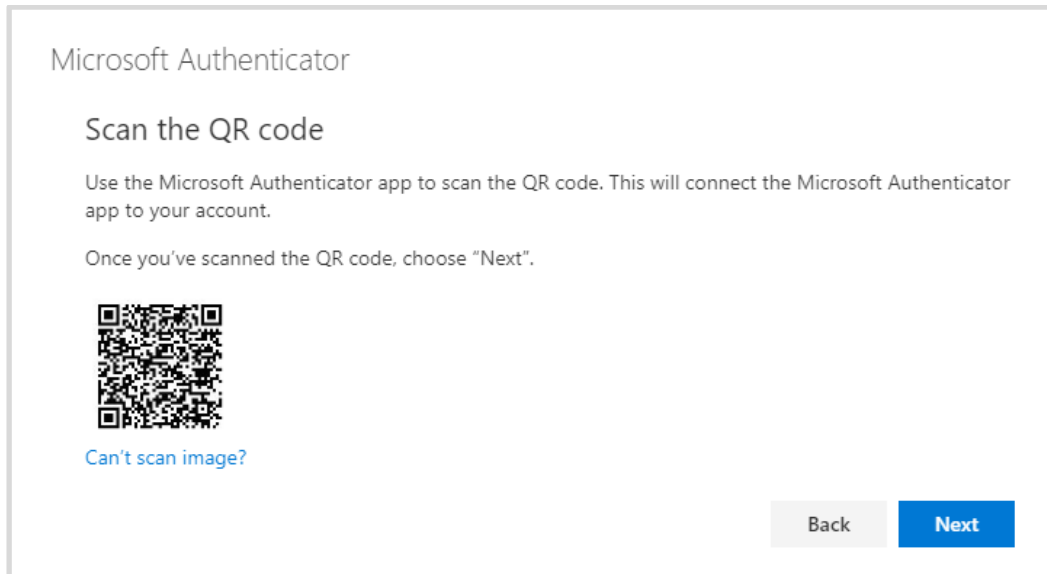 Microsoft Authenticator
Scan the QR code
Use the Microsoft Authenticator app to scan the QR code. This will connect the Microsoft Authenticator
app to your account.
Once you’ve scanned the QR code, choose “Next”.
Can’t scan image?
Back
Next